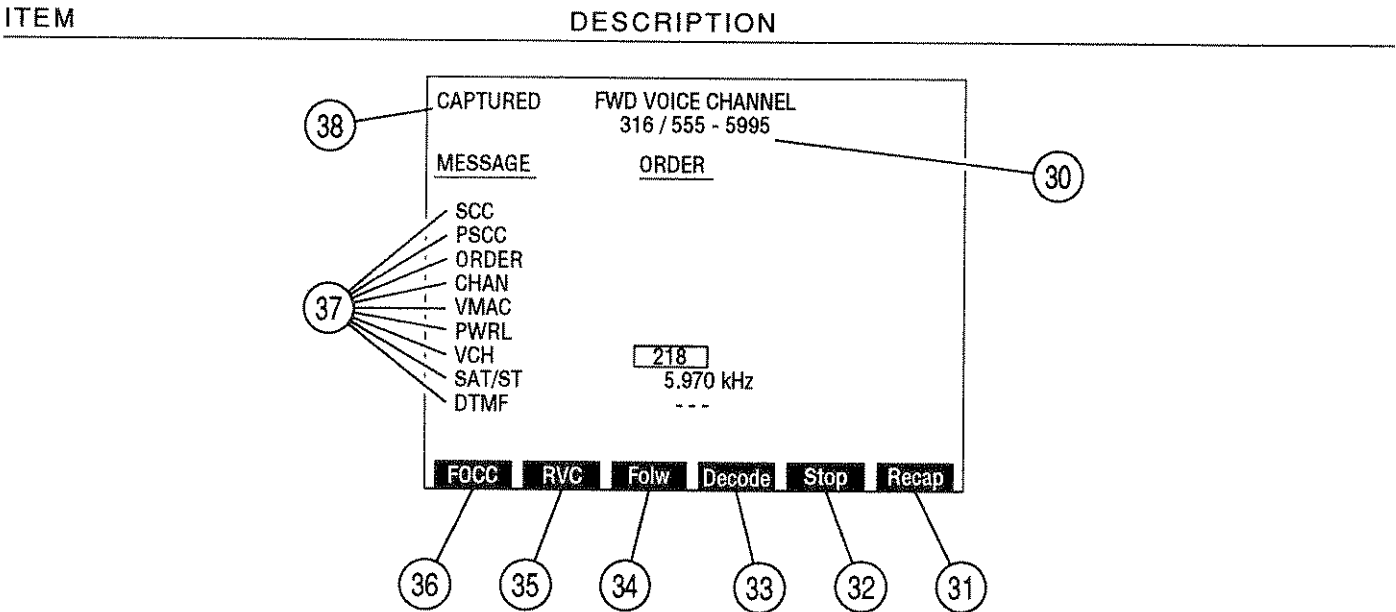 ITEM DESCRIPTION
CAPTURED FWD VOICE CHANNEL
38
316 / 555 - 5995
MESSAGE ORDER
30
SCC
PSCC
ORDER
CHAN
37
VMAC
PWRL
VCH 218
SAT/ST 5.970 kHz
DTMF - - -
FOCC RVC Folw Decode Stop Recap
36 35 34 33 32 31